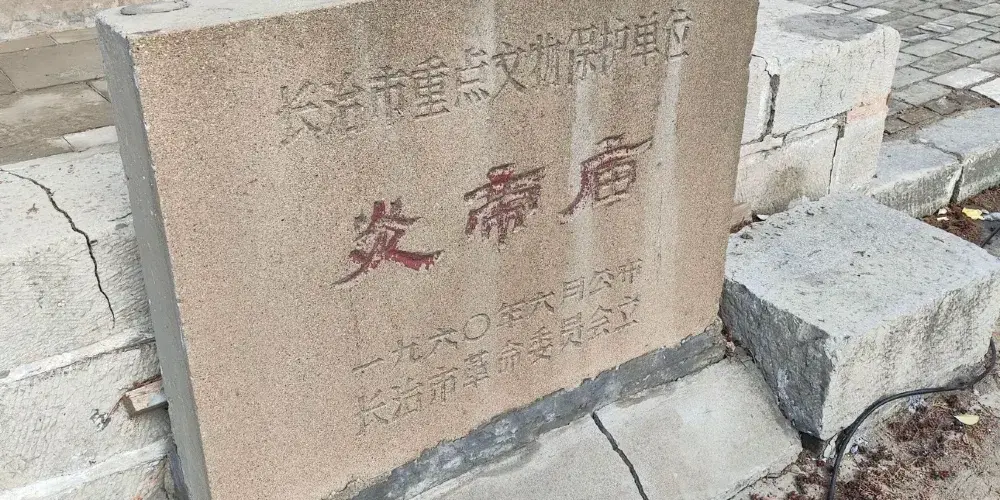 长治市重点文物保护单位
炎帝庙
一九六〇年六月公布
长治市革命委员会立